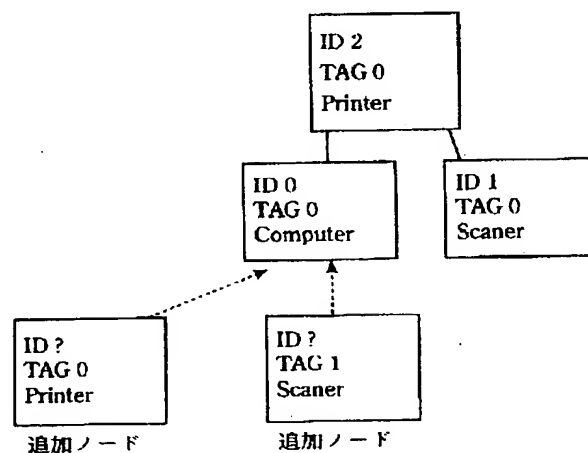 ID 2
TAG 0
Printer
ID 0
TAG 0
Computer
ID 1
TAG 0
Scaner
ID ?
TAG 0
Printer
追加ノード
ID ?
TAG 1
Scaner
追加ノード